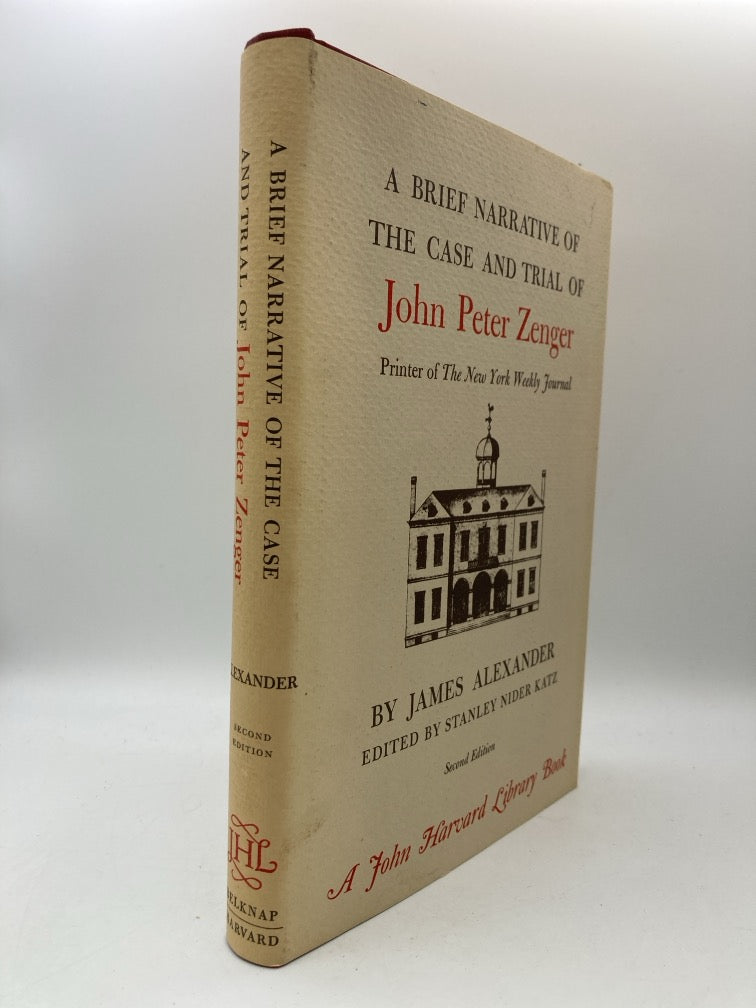 A BRIEF NARRATIVE OF
THE CASE AND TRIAL OF
John Peter Zenger
Printer of The New York Weekly Journal
BY JAMES ALEXANDER
EDITED BY STANLEY NIDER KATZ
Second Edition
A John Harvard Library Book
A BRIEF NARRATIVE OF THE CASE
AND TRIAL OF John Peter Zenger
ALEXANDER
SECOND
EDITION
JHL
BELKNAP
HARVARD